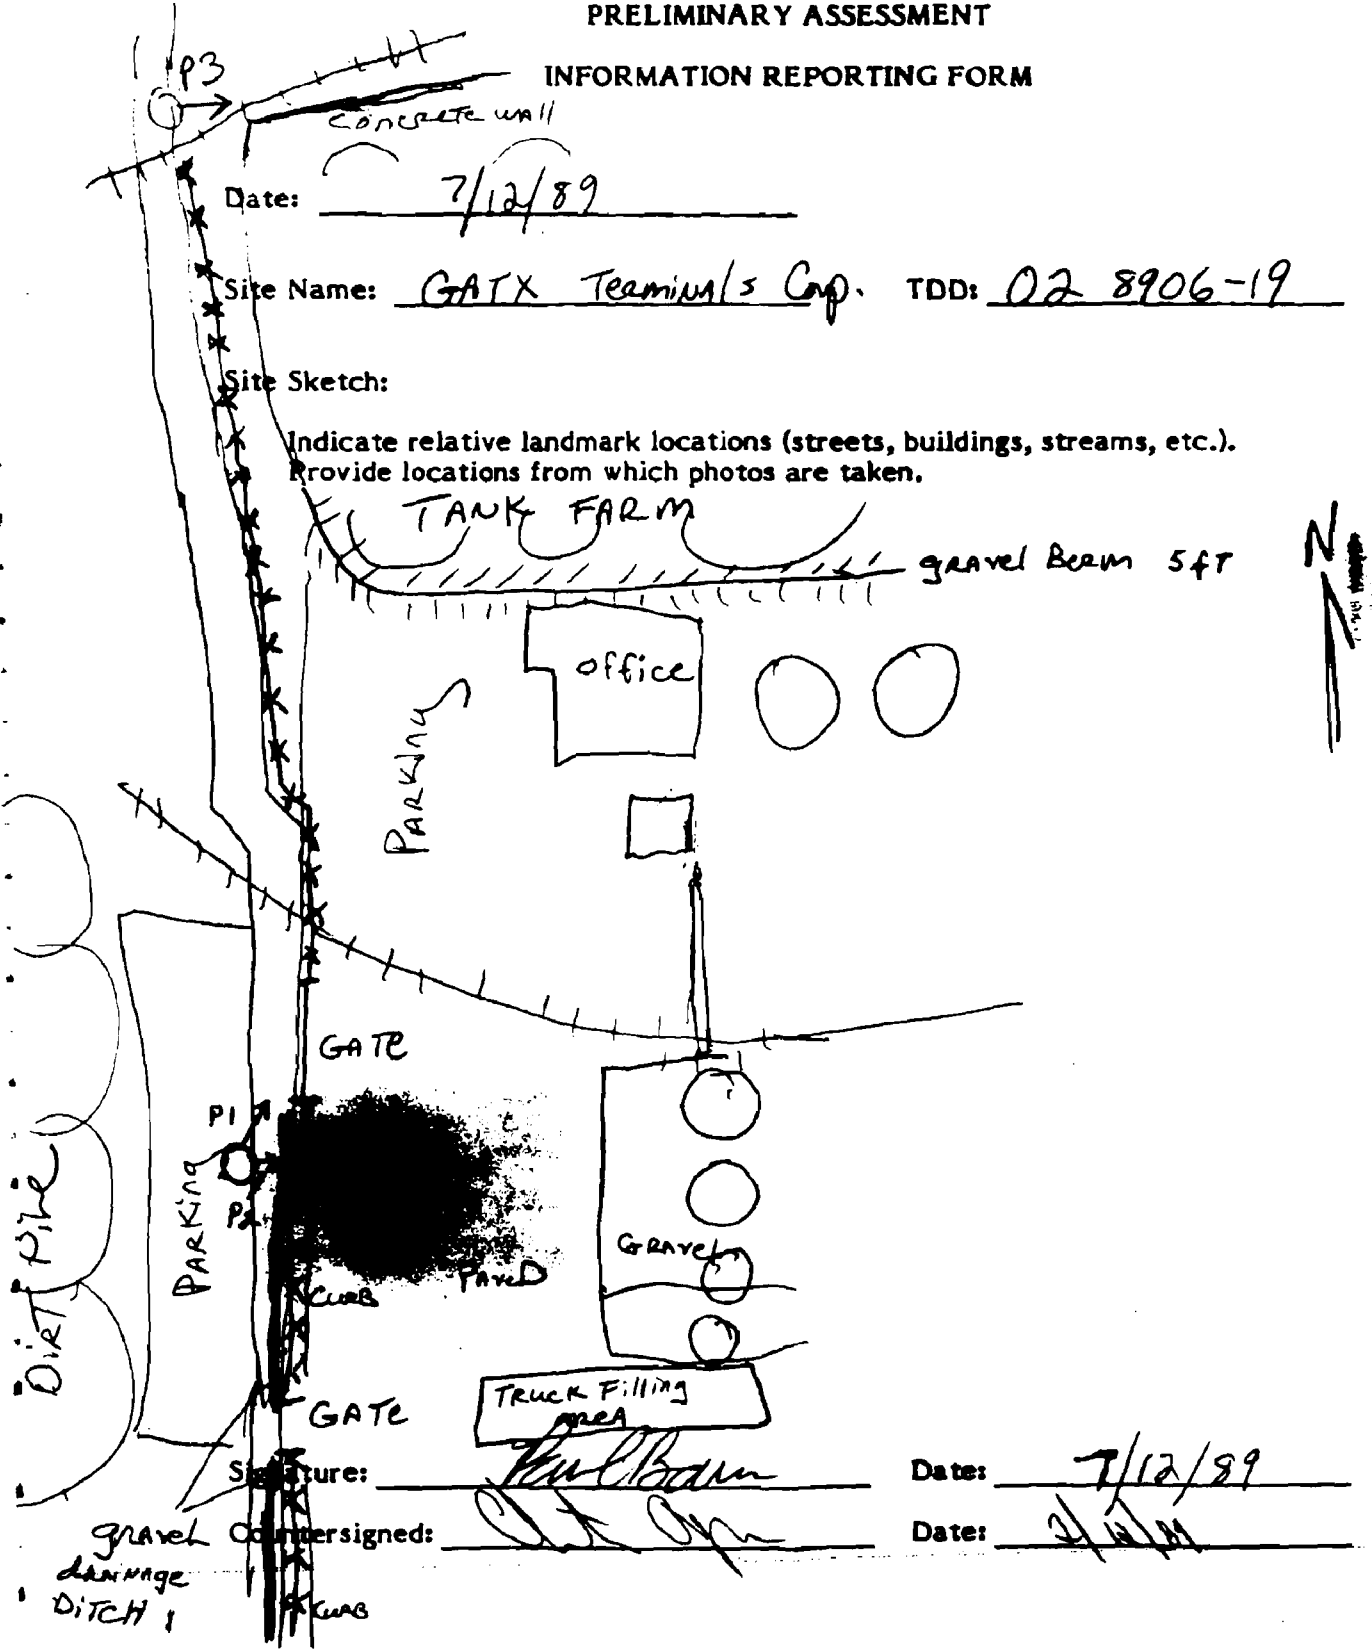 PRELIMINARY ASSESSMENT
INFORMATION REPORTING FORM
P3
Concrete wall
Date: 7/12/89
Site Name: GATX Terminals Corp. TDD: 02 8906-19
Site Sketch:
Indicate relative landmark locations (streets, buildings, streams, etc.).
Provide locations from which photos are taken.
TANK FARM
gravel Berm 5 ft
N
office
Parking
GATE
P1
P2
Parking
Dirt Pile
Gravel
Paved
Curb
GATE
Truck Filling
Area
Signature: Date: 7/12/89
Countersigned: Date:
gravel
drainage
Ditch
Curb